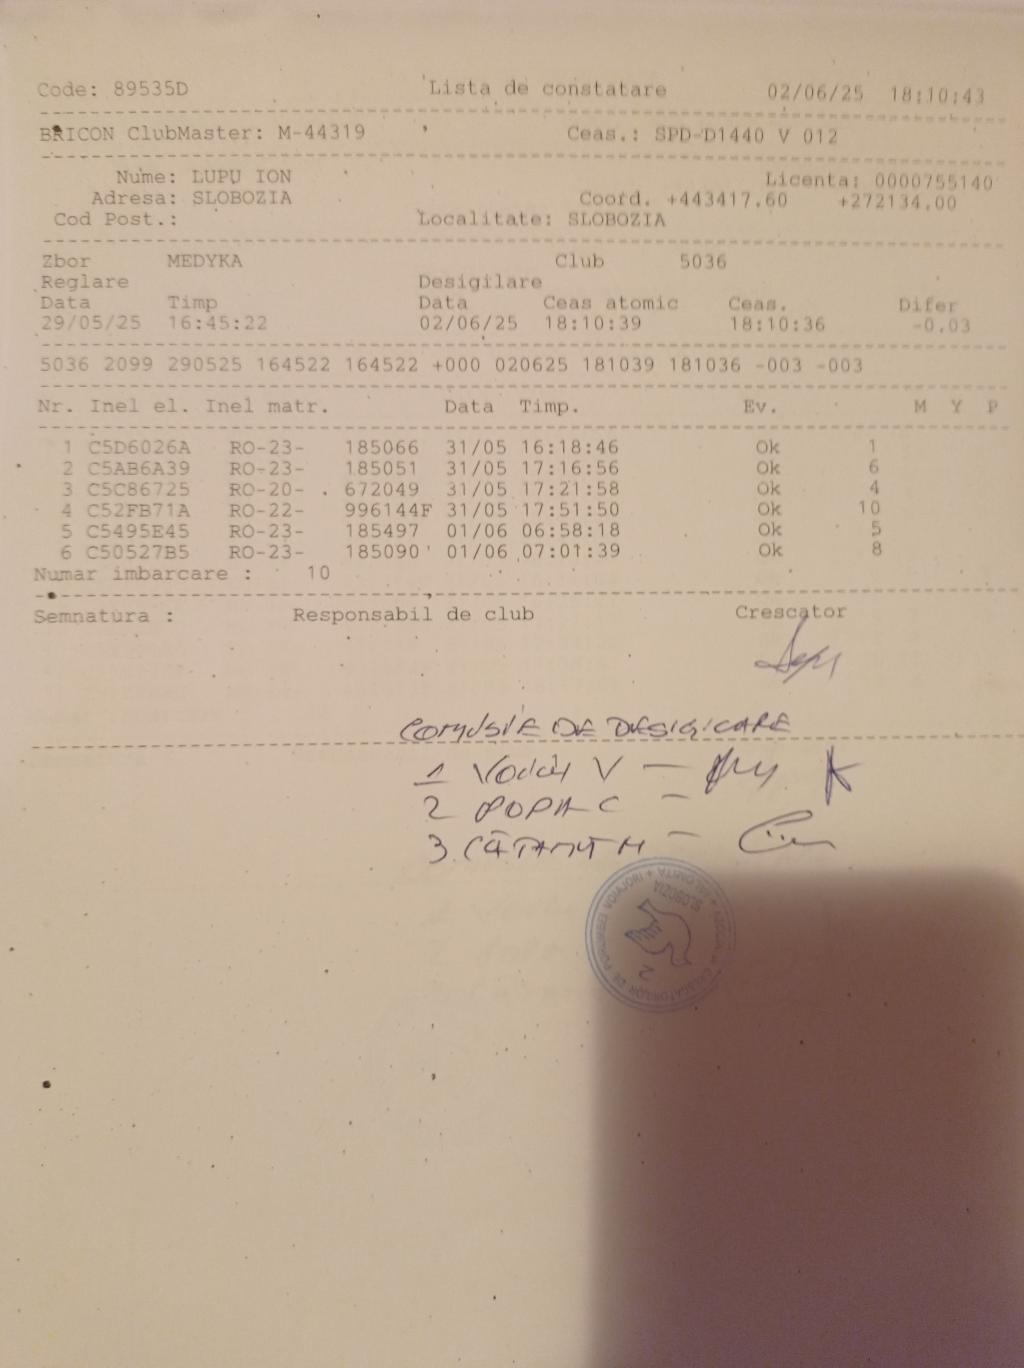 Code: 89535D Lista de constatare 02/06/25 18:10:43
BRICON ClubMaster: M-44319 Ceas.: SPD-D1440 V 012
Nume: LUPU ION Licenta: 0000755140
Adresa: SLOBOZIA Coord. +443417.60 +272134.00
Cod Post.: Localitate: SLOBOZIA
Zbor MEDYKA Club 5036
Reglare Desigilare
Data Timp Data Ceas atomic Ceas. Difer
29/05/25 16:45:22 02/06/25 18:10:39 18:10:36 -0.03
5036 2099 290525 164522 164522 +000 020625 181039 181036 -003 -003
Nr. Inel el. Inel matr. Data Timp. Ev. M Y P
1 C5D6026A RO-23- 185066 31/05 16:18:46 Ok 1
2 C5AB6A39 RO-23- 185051 31/05 17:16:56 Ok 6
3 C5C86725 RO-20- 672049 31/05 17:21:58 Ok 4
4 C52FB71A RO-22- 996144F 31/05 17:51:50 Ok 10
5 C5495E45 RO-23- 185497 01/06 06:58:18 Ok 5
6 C50527B5 RO-23- 185090 01/06 07:01:39 Ok 8
Numar imbarcare : 10
Semnatura : Responsabil de club Crescator
COMISIE DE DESIGILARE
1 V -
2 POPA C -
3. -
SLOBOZIA
2